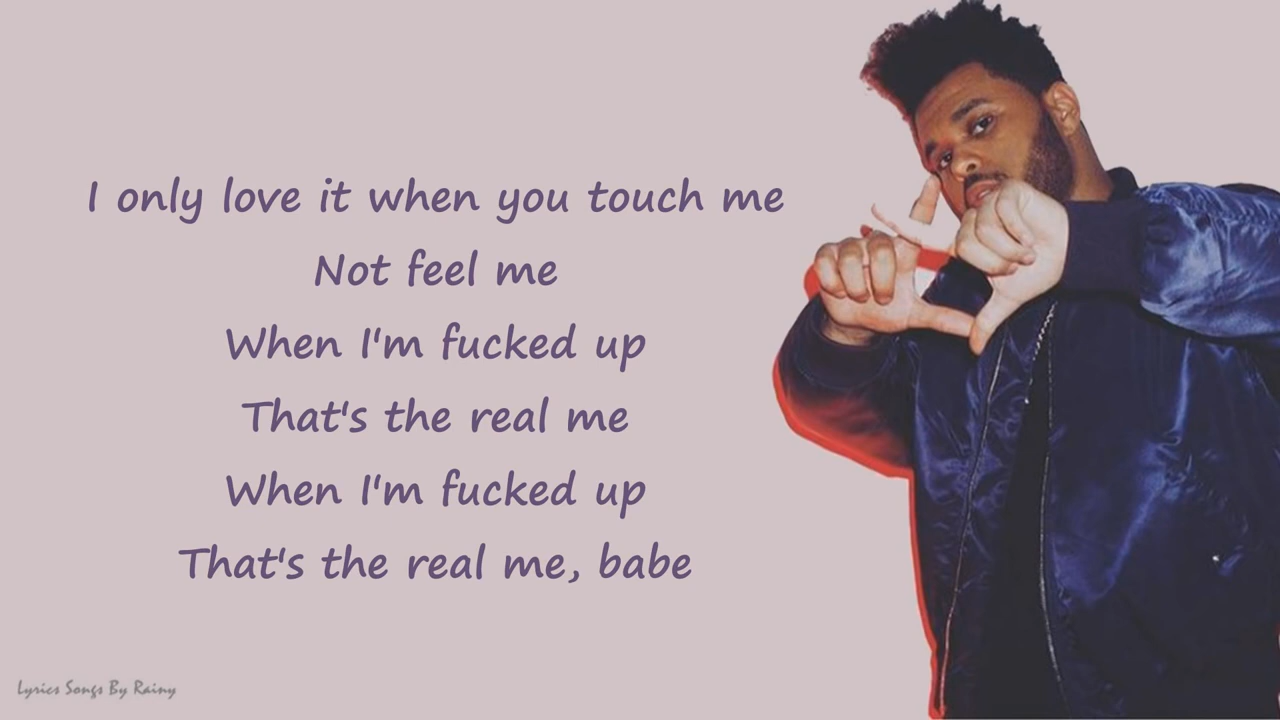 I only love it when you touch me
Not feel me
When I'm fucked up
That's the real me
When I'm fucked up
That's the real me, babe
Lyrics Songs By Rainy